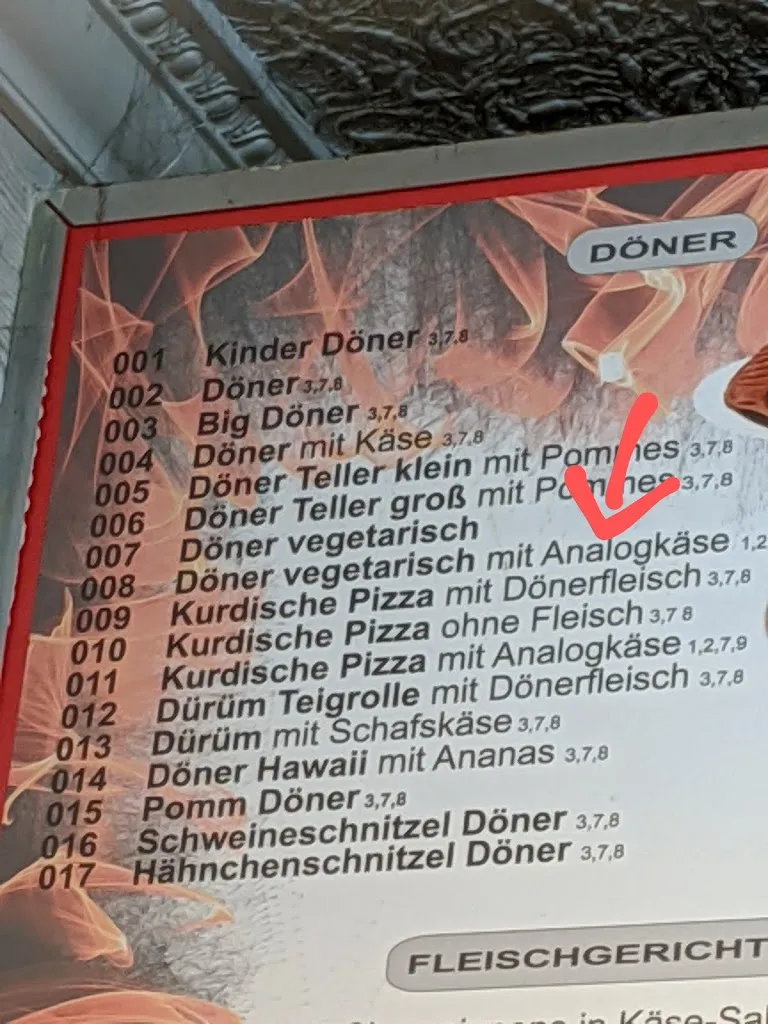 DÖNER
001 Kinder Döner 3,7,8
002 Döner 3,7,8
003 Big Döner 3,7,8
004 Döner mit Käse 3,7,8
005 Döner Teller klein mit Pommes 3,7,8
006 Döner Teller groß mit Pommes 3,7,8
007 Döner vegetarisch
008 Döner vegetarisch mit Analogkäse 1,2
009 Kurdische Pizza mit Dönerfleisch 3,7,8
010 Kurdische Pizza ohne Fleisch 3,7 8
011 Kurdische Pizza mit Analogkäse 1,2,7,9
012 Dürüm Teigrolle mit Dönerfleisch 3,7,8
013 Dürüm mit Schafskäse 3,7,8
014 Döner Hawaii mit Ananas 3,7,8
015 Pomm Döner 3,7,8
016 Schweineschnitzel Döner 3,7,8
017 Hähnchenschnitzel Döner 3,7,8
FLEISCHGERICHT
in Käse-Sa